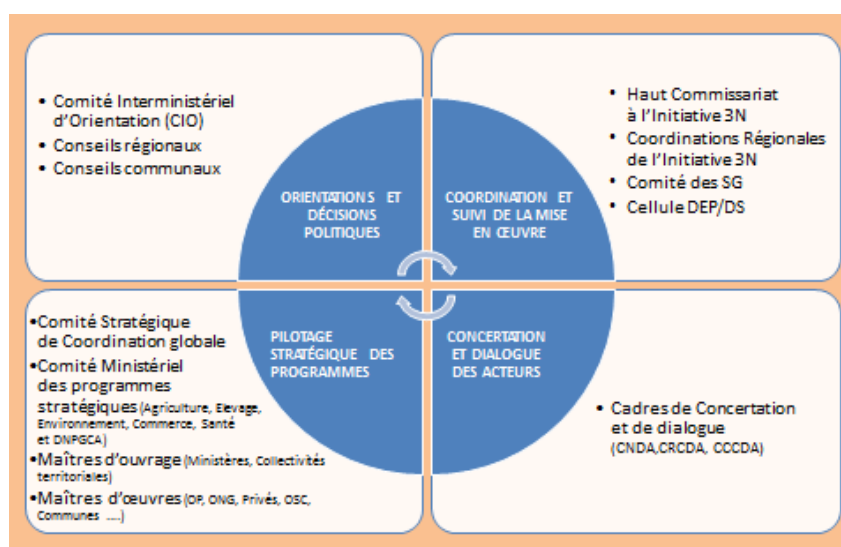 • Comité Interministériel
d'Orientation (CIO)
• Conseils régionaux
• Conseils communaux
ORIENTATIONS ET
DÉCISIONS
POLITIQUES
• Haut Commissariat
à l'Initiative 3N
• Coordinations Régionales
de l'Initiative 3N
• Comité des SG
• Cellule DEP/DS
COORDINATION ET
SUIVI DE LA MISE
EN ŒUVRE
•Comité Stratégique
de Coordination globale
•Comité Ministériel
des programmes
stratégiques (Agriculture, Elevage,
Environnement, Commerce, Santé
et DNPGCA)
•Maîtres d'ouvrage (Ministères, Collectivités
territoriales)
•Maîtres d'œuvres (OP, ONG, Privés, OSC,
Communes .....)
PILOTAGE
STRATÉGIQUE DES
PROGRAMMES
CONCERTATION
ET DIALOGUE
DES ACTEURS
• Cadres de Concertation
et de dialogue
(CNDA,CRCDA, CCCDA)